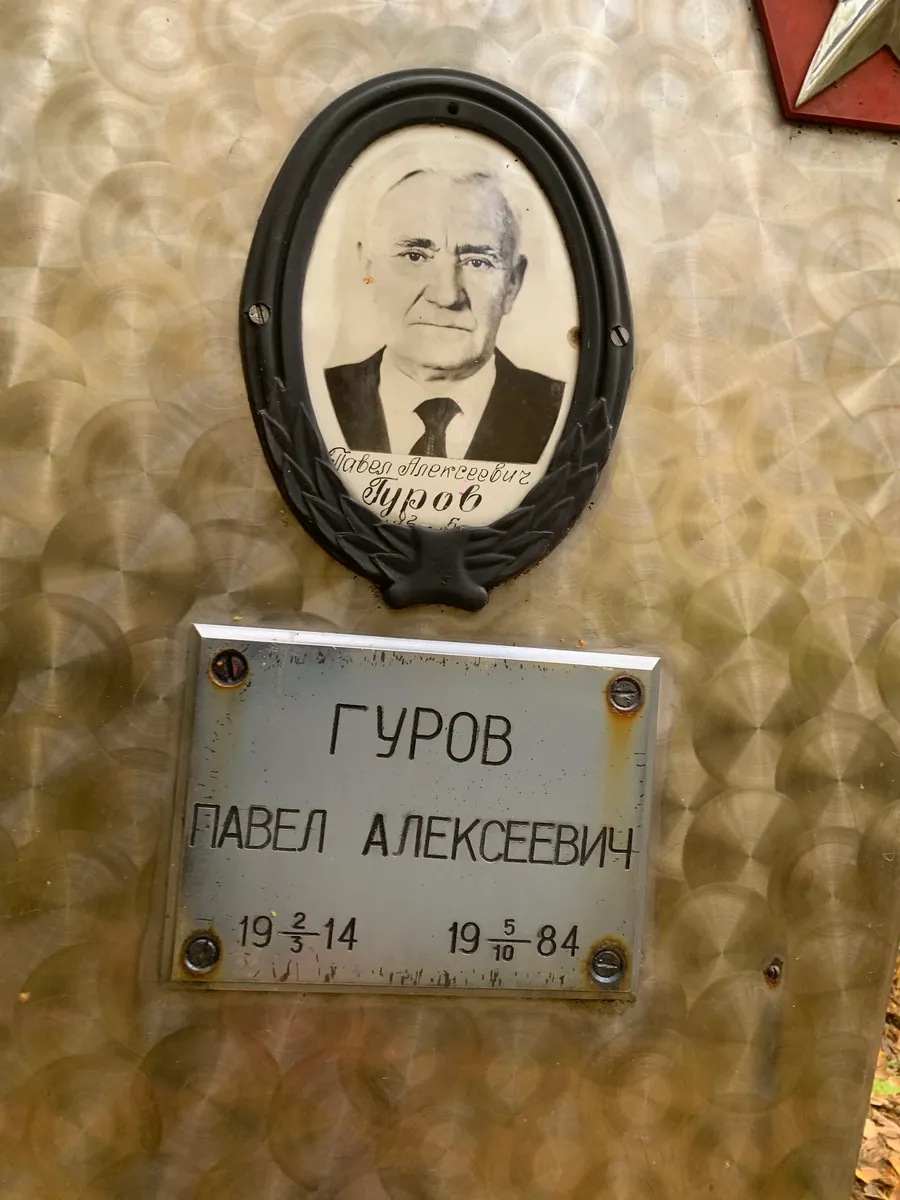 Павел Алексеевич
Гуров
ГУРОВ
ПАВЕЛ АЛЕКСЕЕВИЧ
19 2/3 14 19 5/10 84